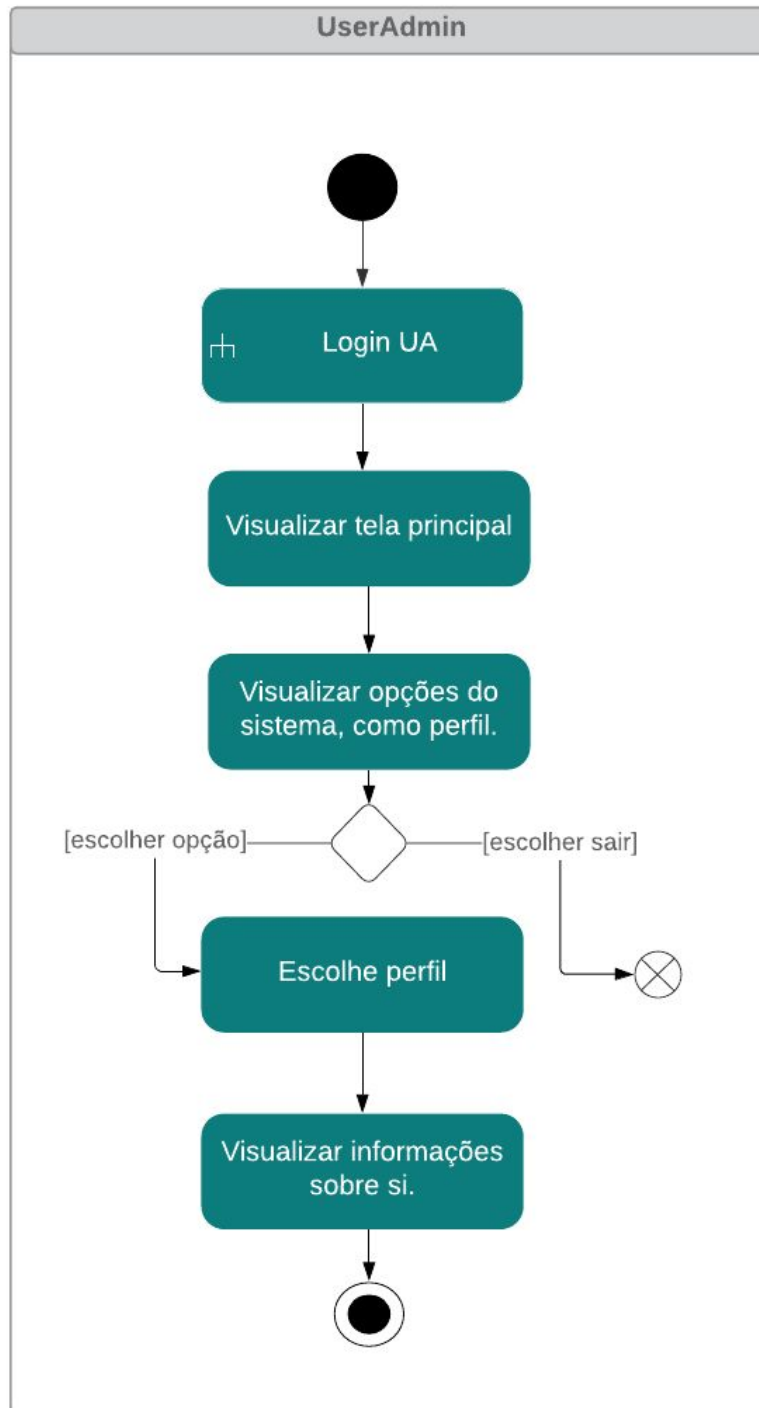 UserAdmin
Login UA
Visualizar tela principal
Visualizar opções do
sistema, como perfil.
[escolher opção]
[escolher sair]
Escolhe perfil
Visualizar informações
sobre si.